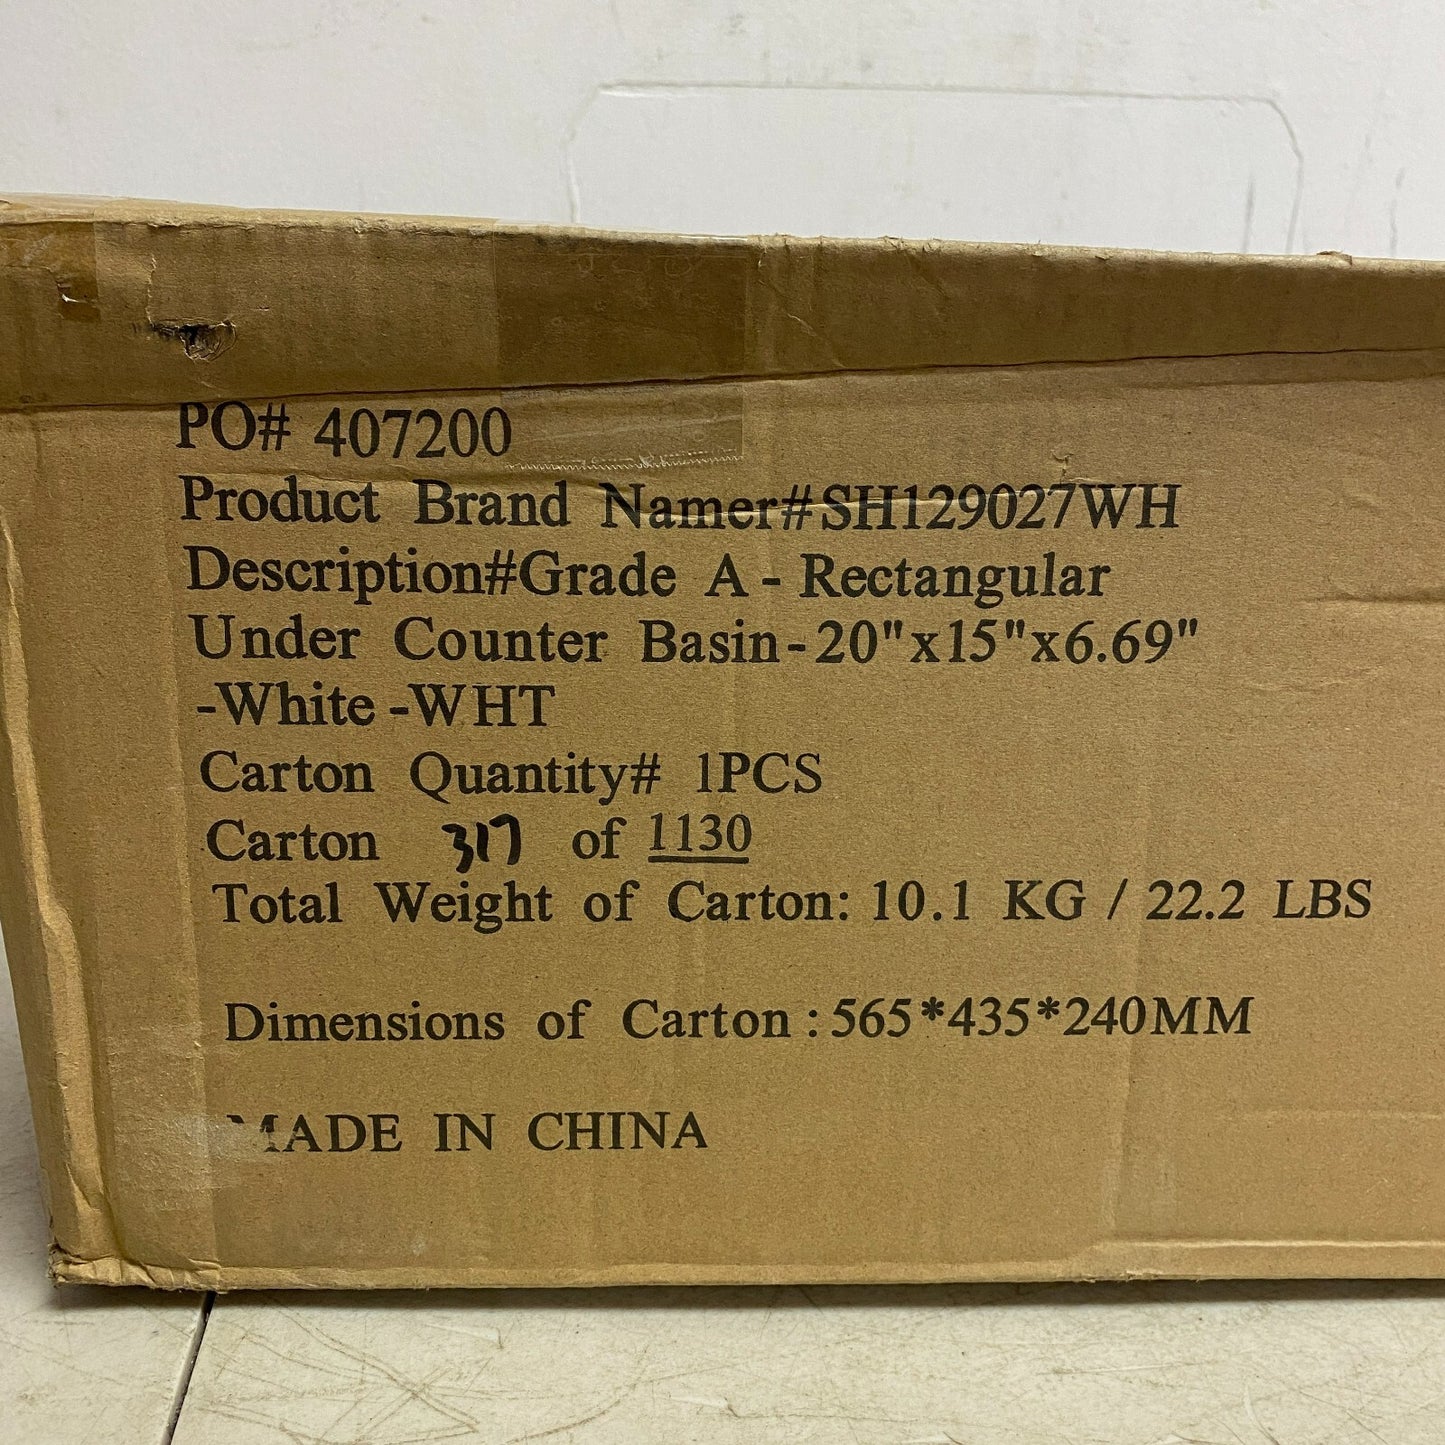 PO# 407200
Product Brand Namer#SH129027WH
Description#Grade A - Rectangular
Under Counter Basin-20"x15"x6.69"
-White -WHT
Carton Quantity# 1PCS
Carton 317 of 1130
Total Weight of Carton: 10.1 KG / 22.2 LBS
Dimensions of Carton : 565*435*240MM
MADE IN CHINA